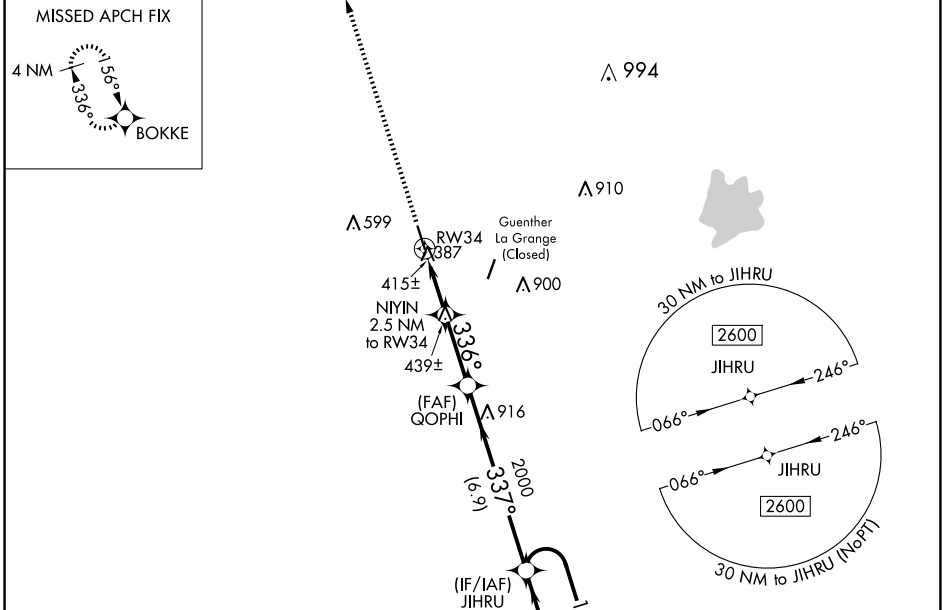 MISSED APCH FIX
4 NM
156°
336°
BOKKE
994
910
599
Guenther
La Grange
(Closed)
RW34
387
415±
900
NIYIN
2.5 NM
to RW34
336°
439±
(FAF)
QOPHI
916
2000
337°
(6.9)
(IF/IAF)
JIHRU
1
30 NM to JIHRU
2600
JIHRU
246°
066°
246°
066°
JIHRU
2600
30 NM to JIHRU (NoPT)